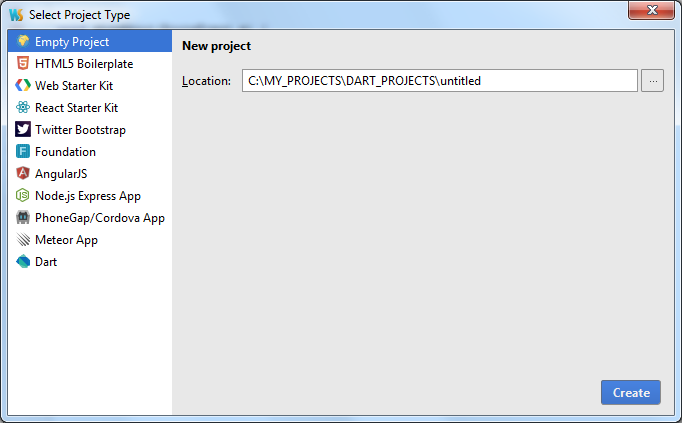 Select Project Type
Empty Project
HTML5 Boilerplate
Web Starter Kit
React Starter Kit
Twitter Bootstrap
Foundation
AngularJS
Node.js Express App
PhoneGap/Cordova App
Meteor App
Dart
New project
Location: C:\MY_PROJECTS\DART_PROJECTS\untitled ...
Create